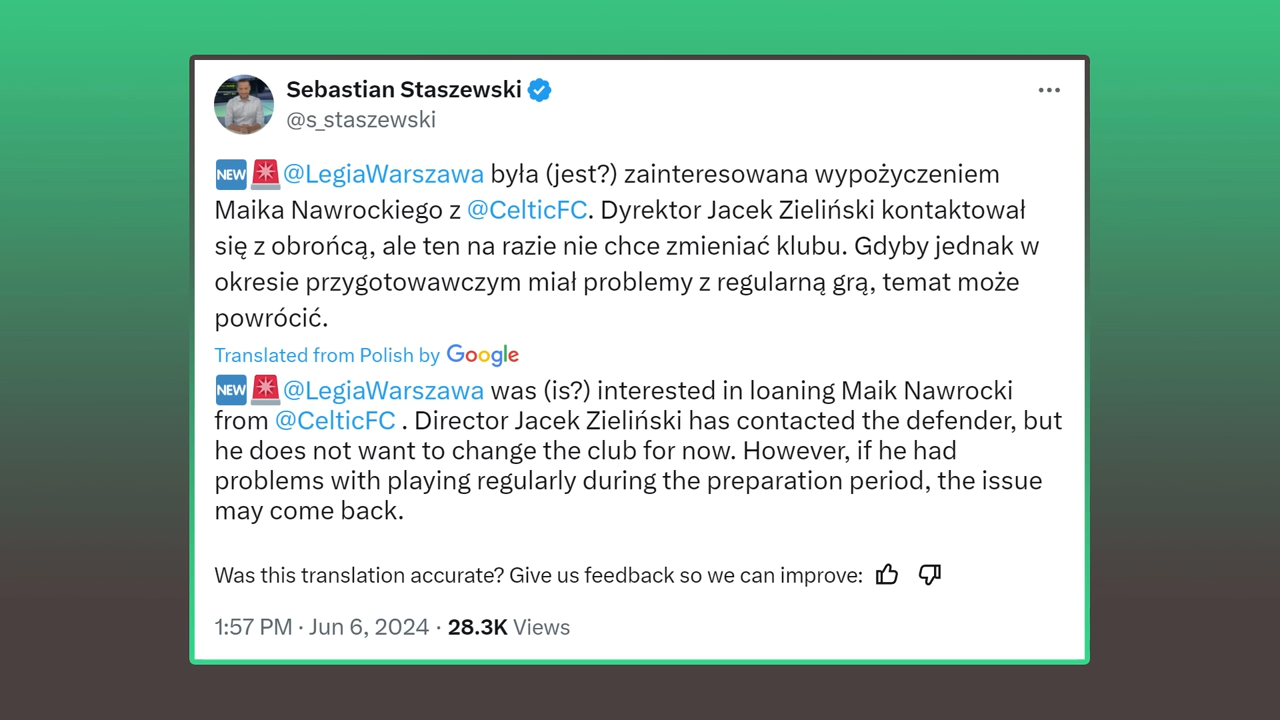 Sebastian Staszewski
@s_staszewski
NEW @LegiaWarszawa była (jest?) zainteresowana wypożyczeniem
Maika Nawrockiego z @CelticFC. Dyrektor Jacek Zieliński kontaktował
się z obrońcą, ale ten na razie nie chce zmieniać klubu. Gdyby jednak w
okresie przygotowawczym miał problemy z regularną grą, temat może
powrócić.
Translated from Polish by Google
NEW @LegiaWarszawa was (is?) interested in loaning Maik Nawrocki
from @CelticFC . Director Jacek Zieliński has contacted the defender, but
he does not want to change the club for now. However, if he had
problems with playing regularly during the preparation period, the issue
may come back.
Was this translation accurate? Give us feedback so we can improve:
1:57 PM · Jun 6, 2024 · 28.3K Views